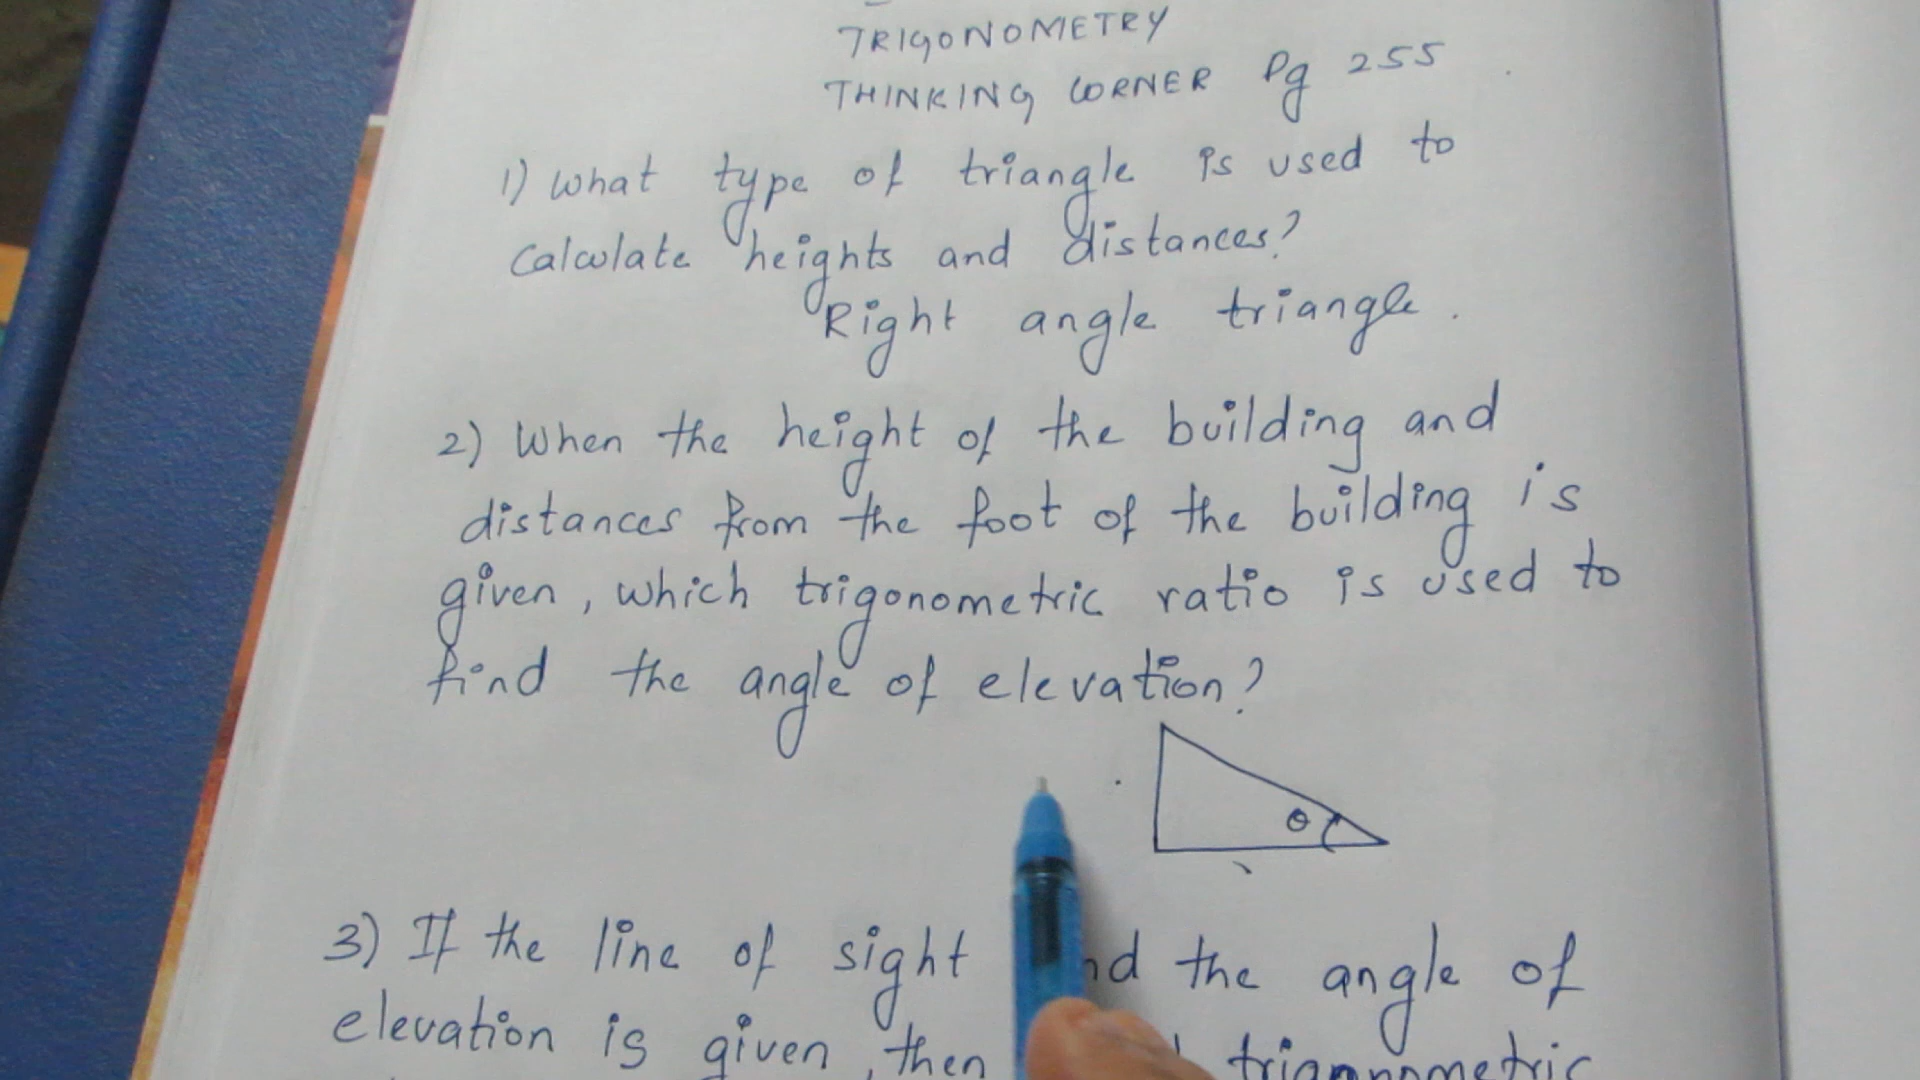 TRIGONOMETRY
THINKING CORNER Pg 255
1) What type of triangle is used to
calculate heights and distances?
Right angle triangle.
2) When the height of the building and
distances from the foot of the building is
given, which trigonometric ratio is used to
find the angle of elevation?
θ
3) If the line of sight the angle of
elevation is given, then trigonometric